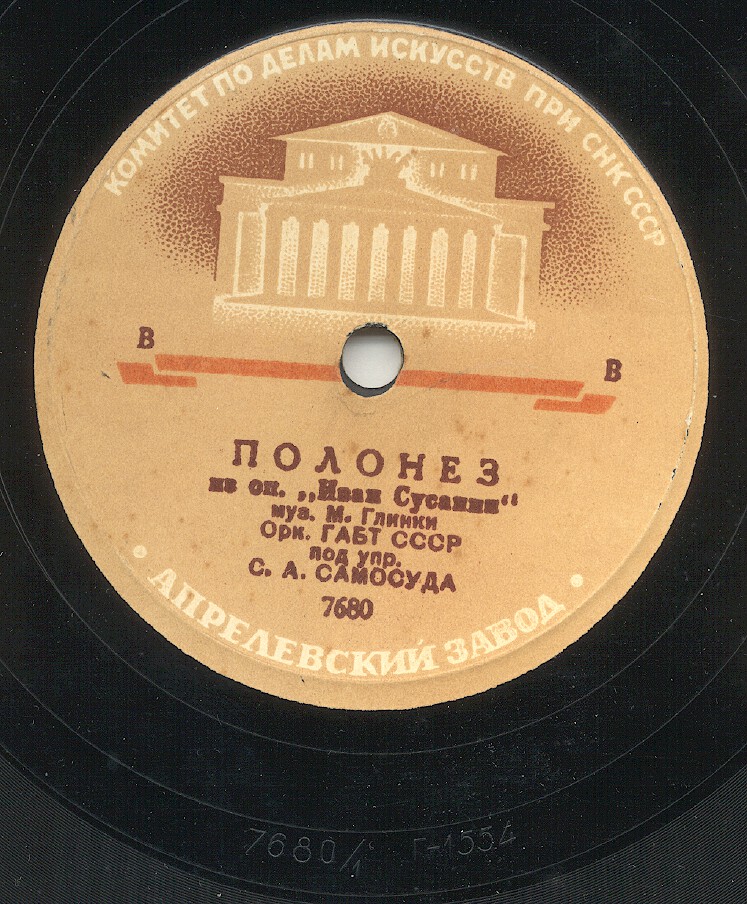 КОМИТЕТ ПО ДЕЛАМ ИСКУССТВ ПРИ СНК СССР
В
В
ПОЛОНЕЗ
из оп. „Иван Сусанин“
муз. М. Глинки
Орк. ГАБТ СССР
под упр.
С. А. САМОСУДА
7680
• АПРЕЛЕВСКИЙ ЗАВОД •
7680/1 Г-1554